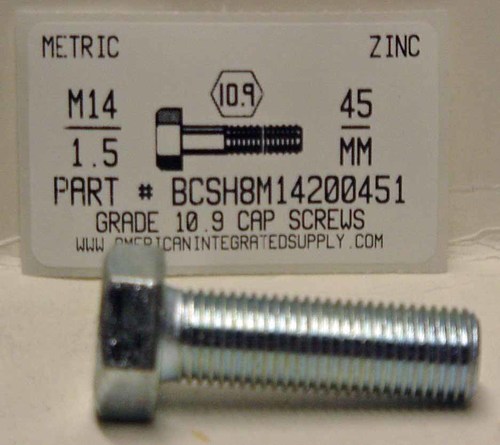 METRIC ZINC
M14 10.9 45
1.5 MM
PART # BCSH8M14200451
GRADE 10.9 CAP SCREWS
WWW.AMERICANINTEGRATEDSUPPLY.COM